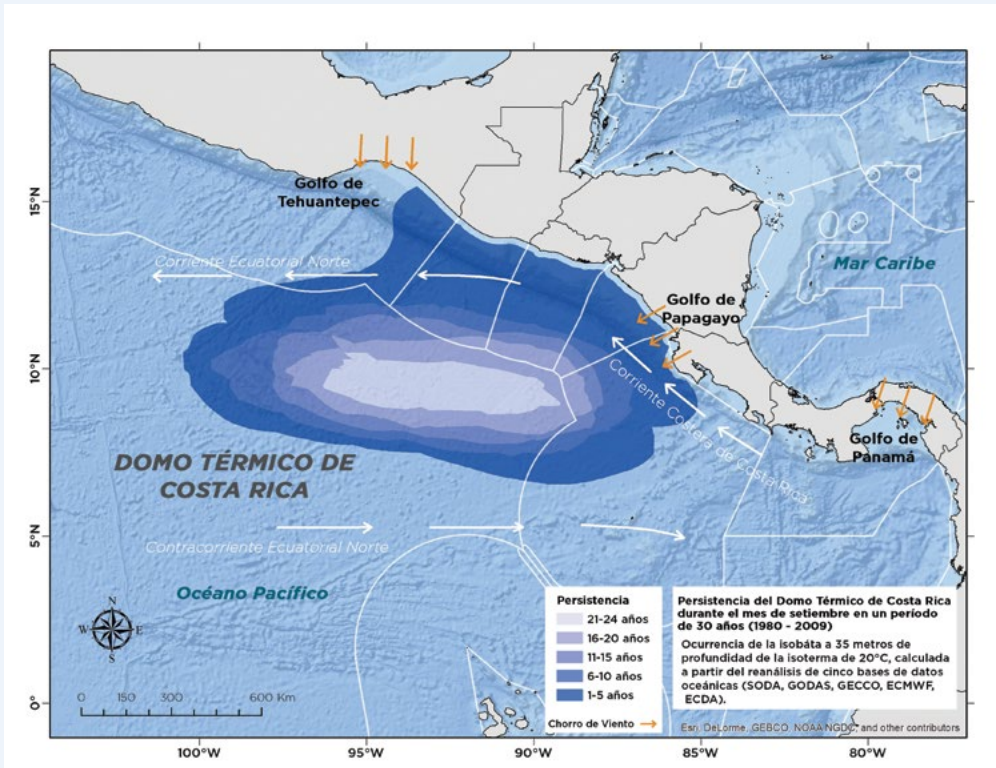 Golfo de
Tehuantepec
15°N
Corriente Ecuatorial Norte
Mar Caribe
Golfo de
Papagayo
10°N
Corriente Costera de Costa Rica
Golfo de
Panamá
DOMO TÉRMICO DE
COSTA RICA
5°N
Contracorriente Ecuatorial Norte
Océano Pacífico
N
W
E
S
0 150 300 600 Km
0°
Persistencia
21-24 años
16-20 años
11-15 años
6-10 años
1-5 años
Chorro de Viento
Persistencia del Domo Térmico de Costa Rica
durante el mes de setiembre en un período
de 30 años (1980 - 2009)
Ocurrencia de la isobáta a 35 metros de
profundidad de la isoterma de 20°C, calculada
a partir del reanálisis de cinco bases de datos
oceánicas (SODA, GODAS, GECCO, ECMWF,
ECDA).
Esri, DeLorme, GEBCO, NOAA NGDC, and other contributors
100°W
95°W
90°W
85°W
80°W